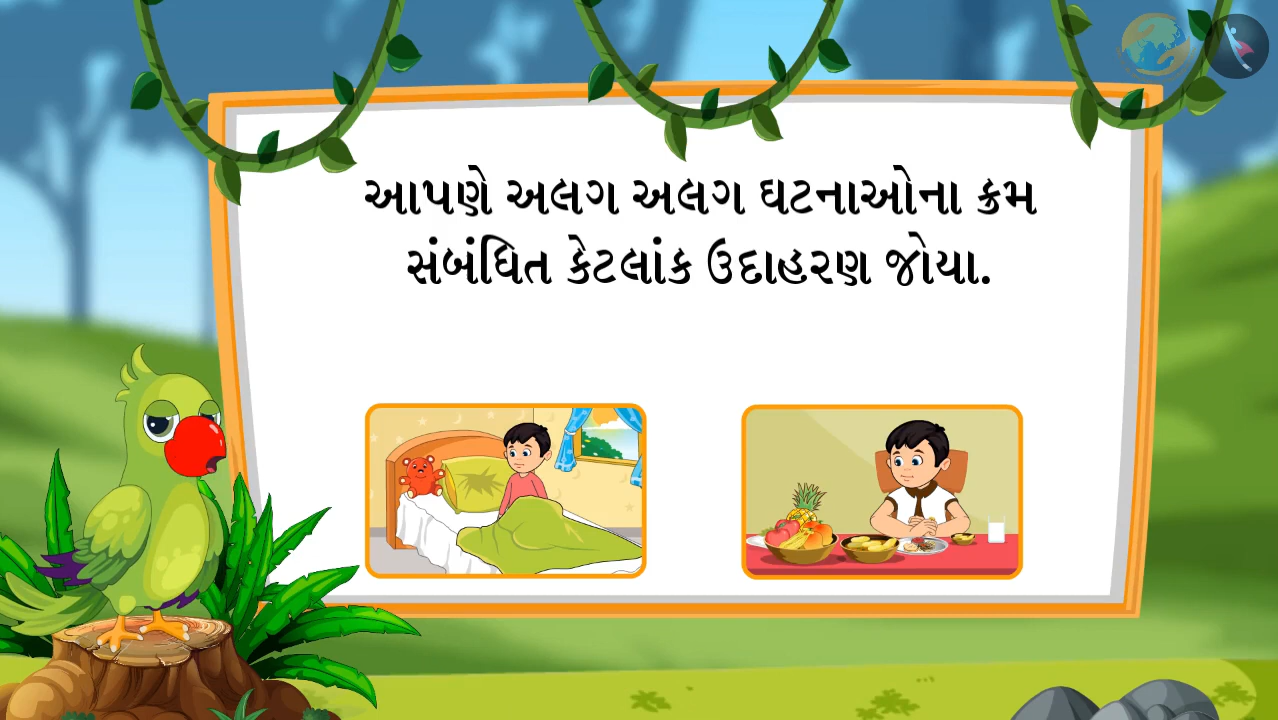 આપણે અલગ અલગ ઘટનાઓના ક્રમ
સંબંધિત કેટલાંક ઉદાહરણ જોયા.